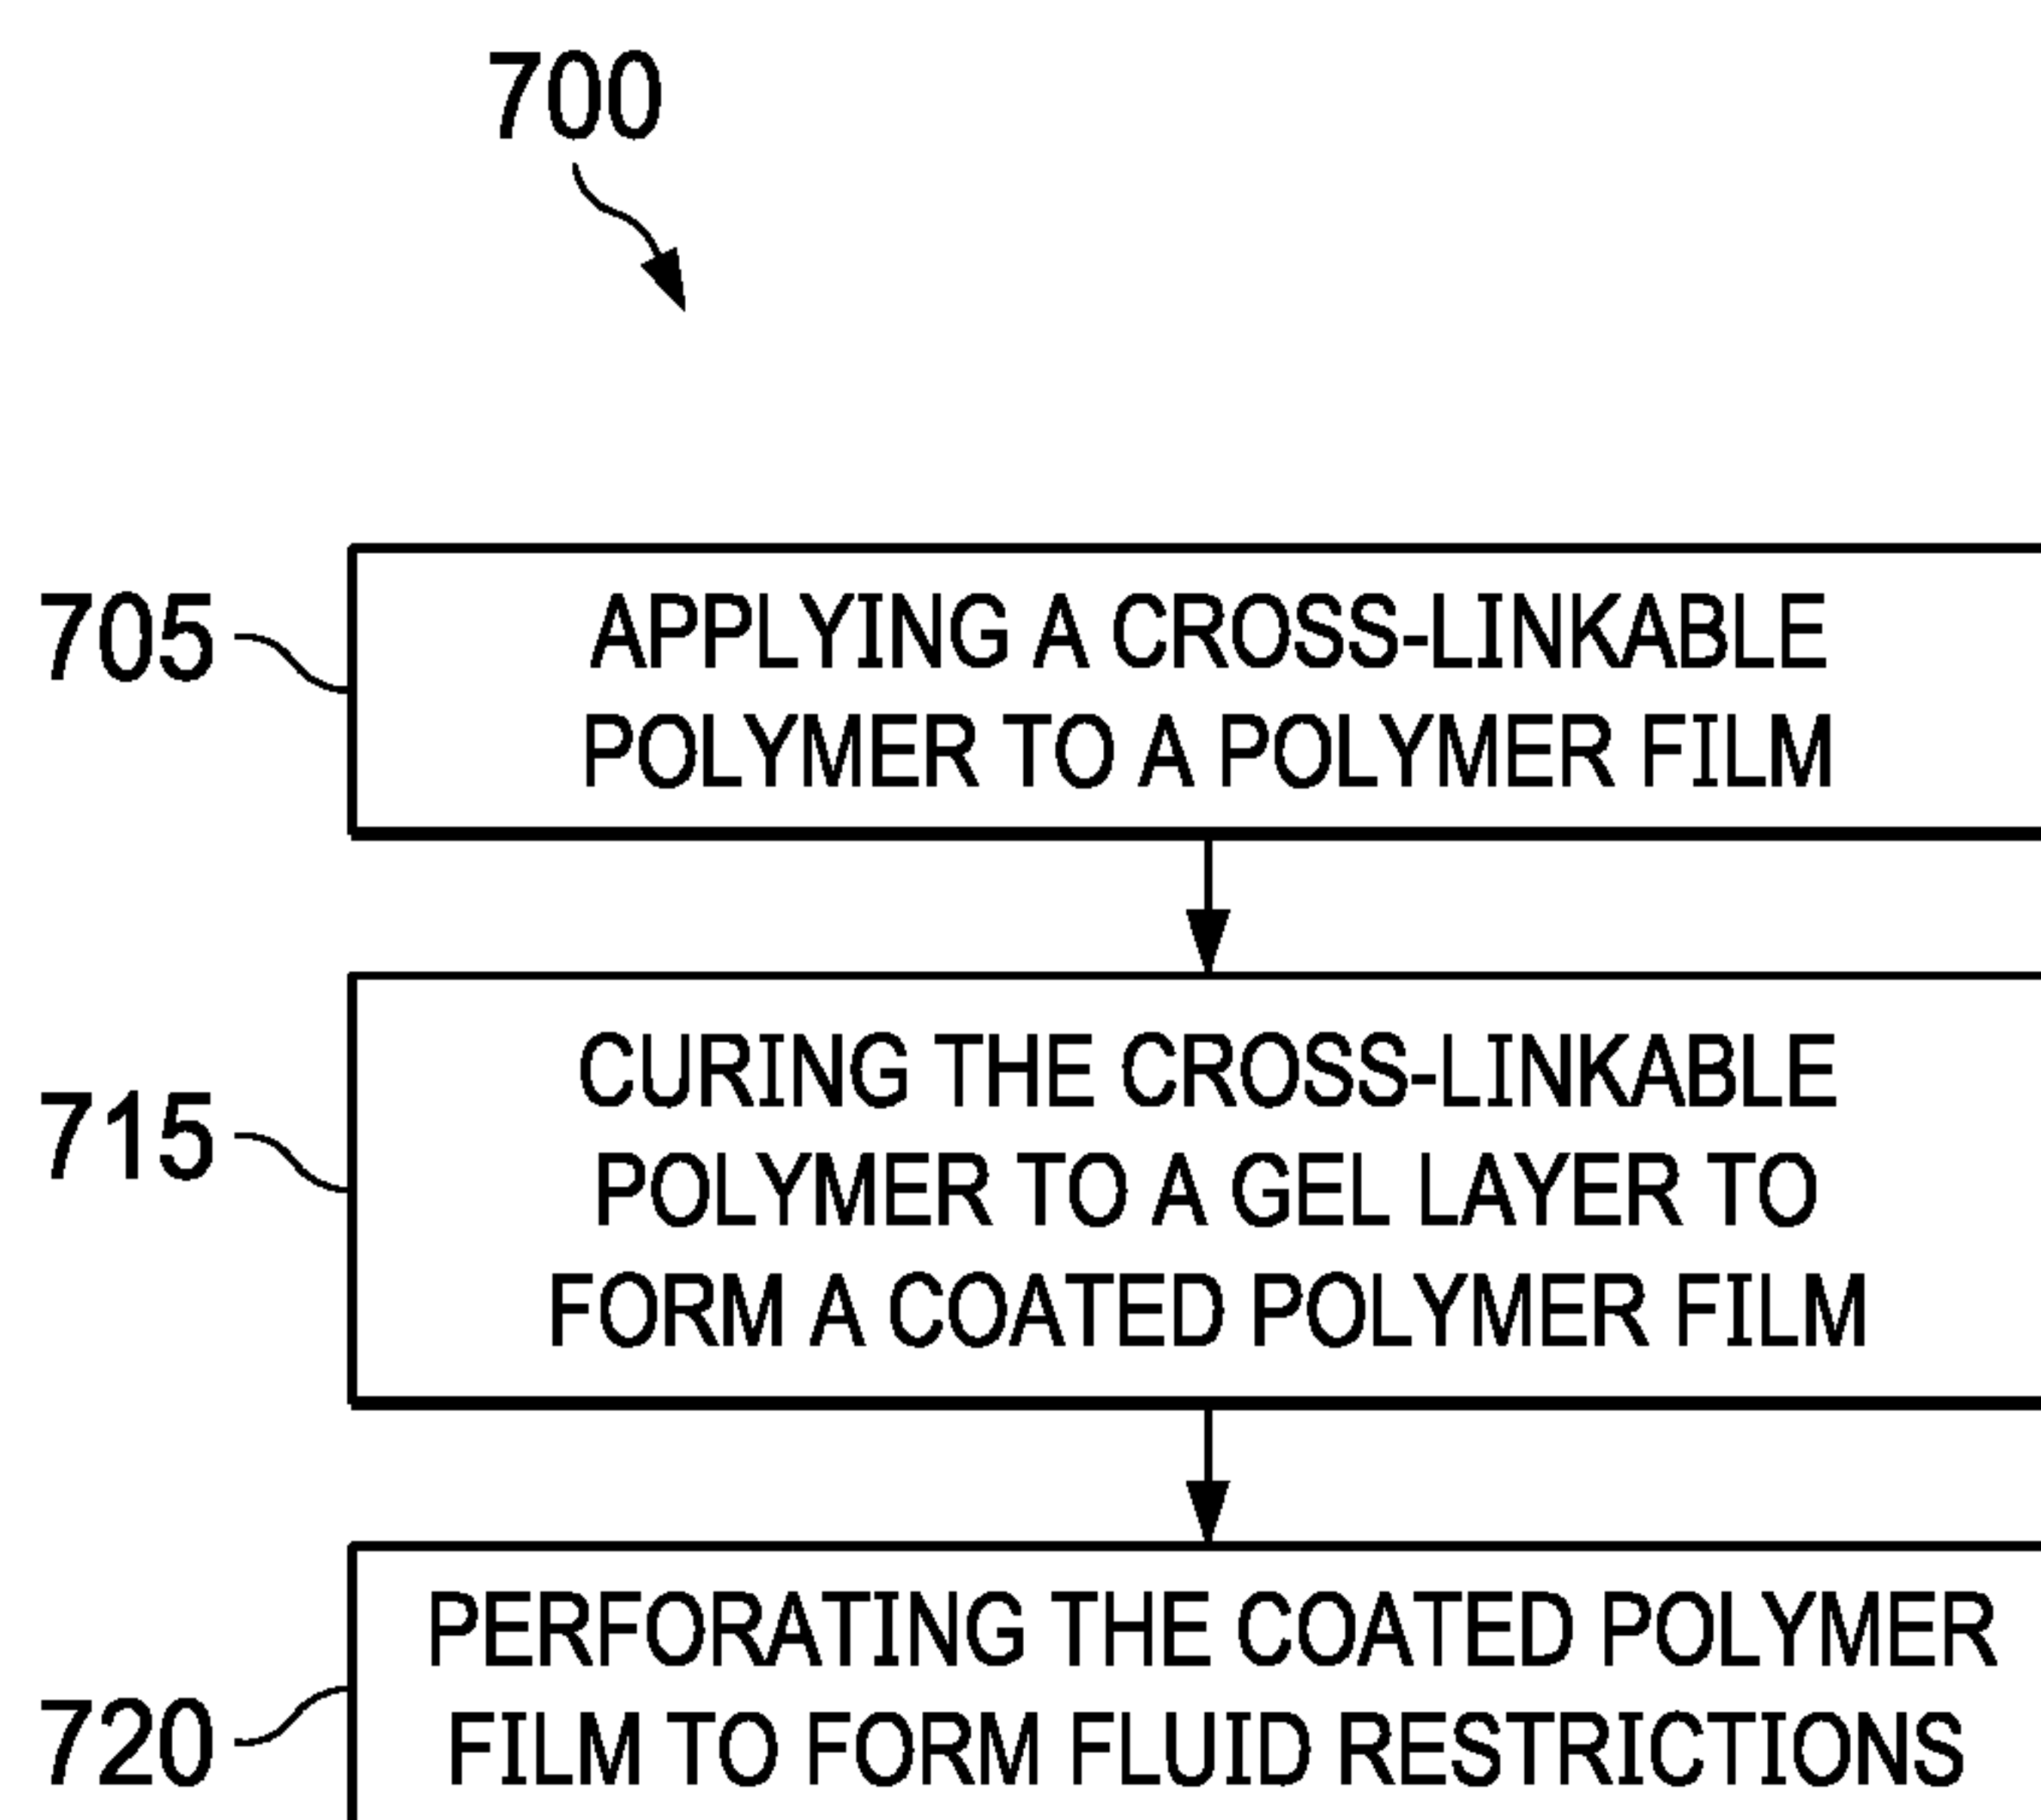 700
705
APPLYING A CROSS-LINKABLE
POLYMER TO A POLYMER FILM
715
CURING THE CROSS-LINKABLE
POLYMER TO A GEL LAYER TO
FORM A COATED POLYMER FILM
720
PERFORATING THE COATED POLYMER
FILM TO FORM FLUID RESTRICTIONS